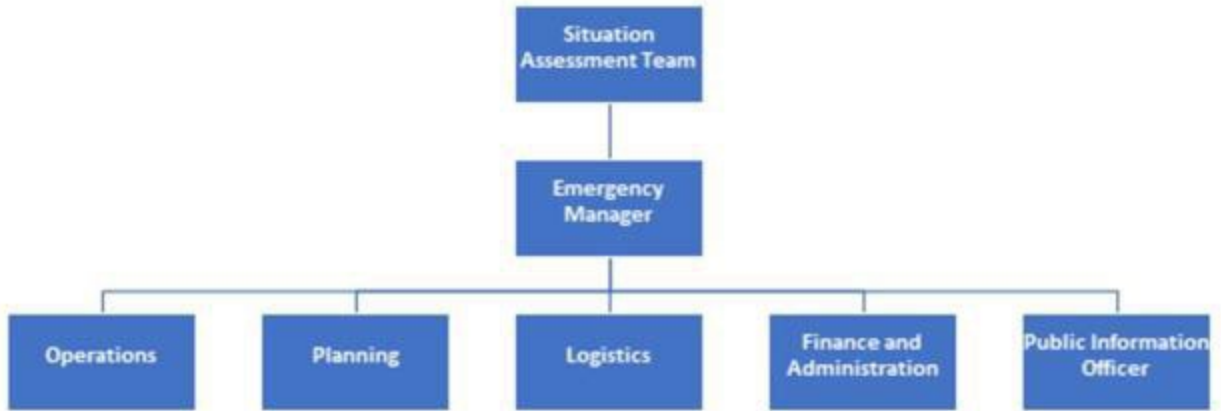 Situation
Assessment Team
Emergency
Manager
Operations
Planning
Logistics
Finance and
Administration
Public Information
Officer